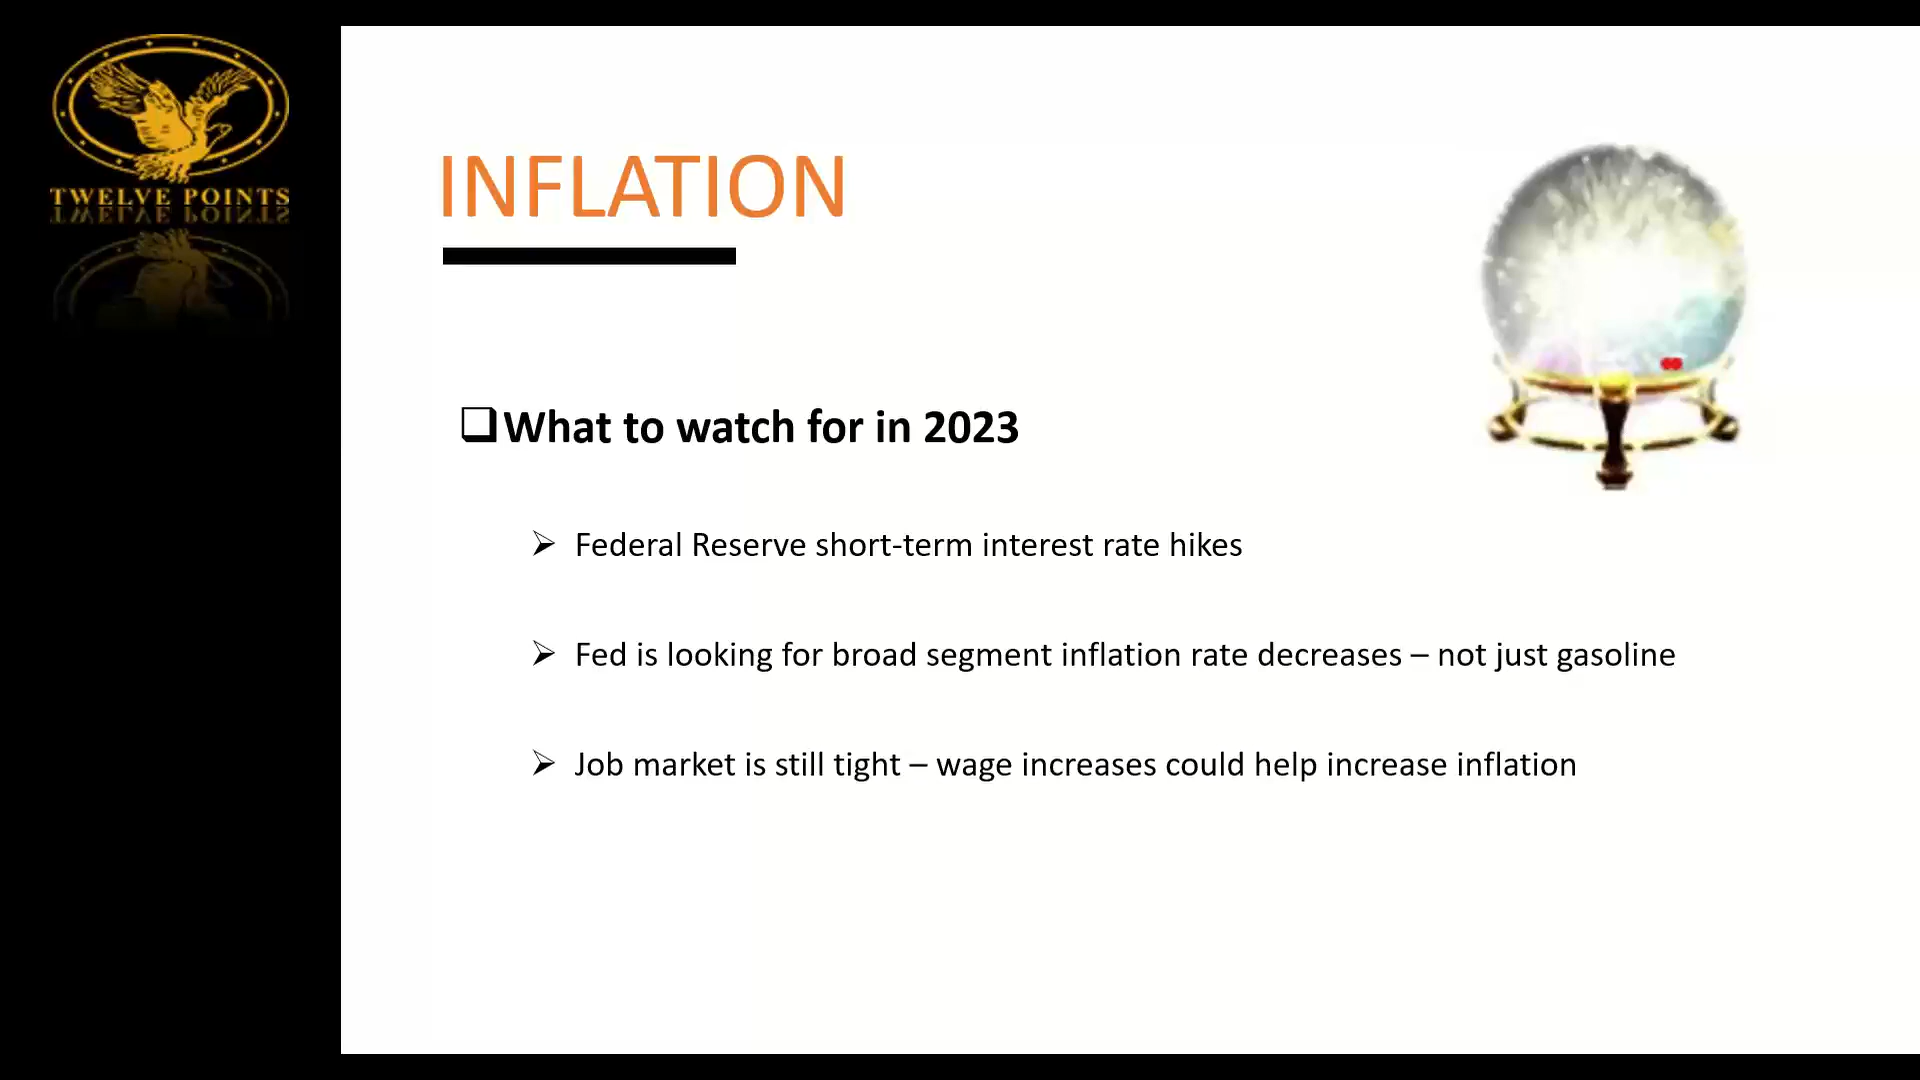 TWELVE POINTS
INFLATION
What to watch for in 2023
Federal Reserve short-term interest rate hikes
Fed is looking for broad segment inflation rate decreases – not just gasoline
Job market is still tight – wage increases could help increase inflation